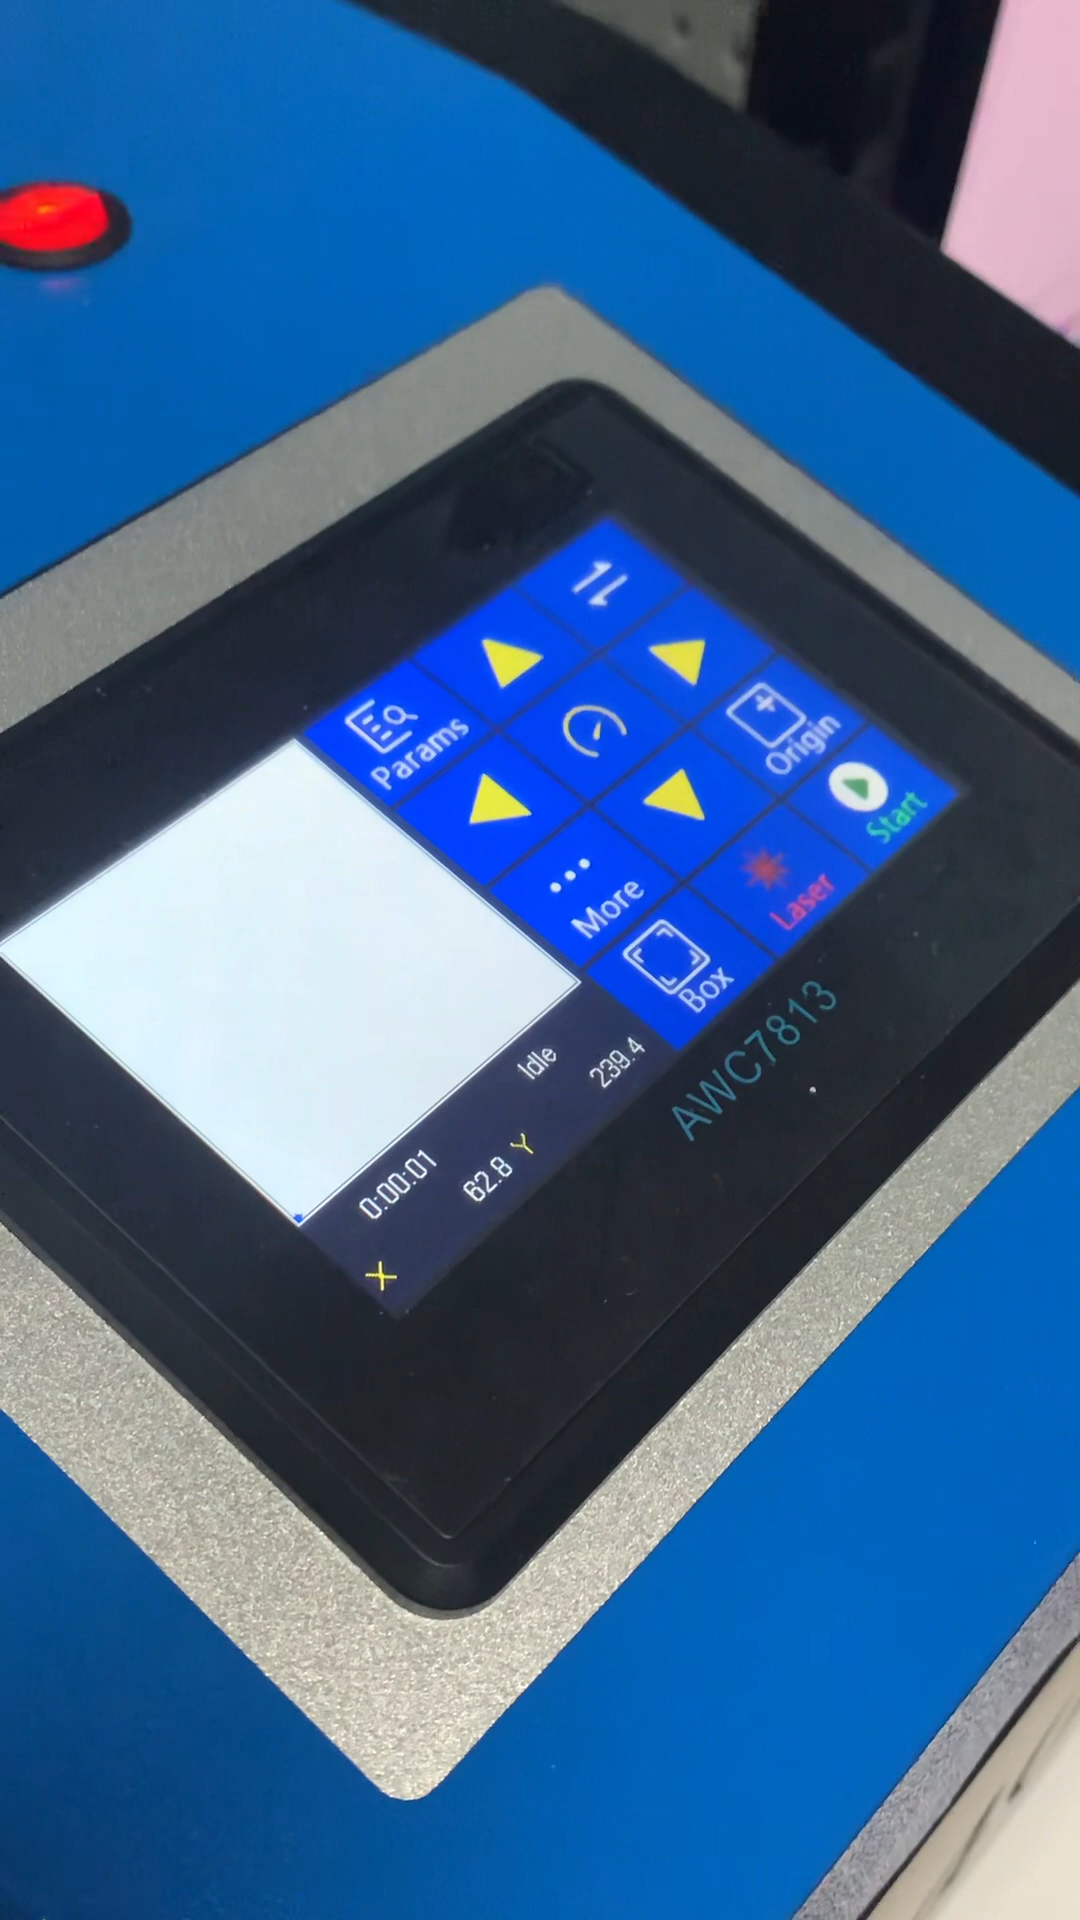 Params
Origin
More
Start
Box
Laser
0:00:01 Idle
X 62.8 Y 239.4
AWC7813